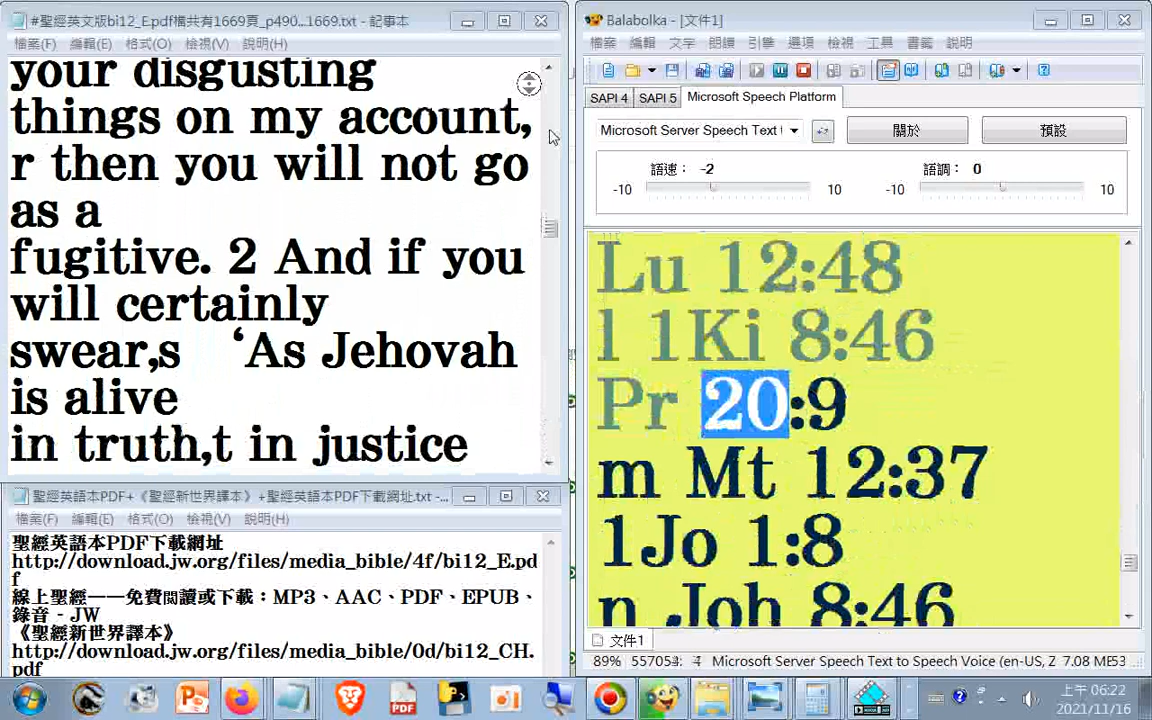 #聖經英文版bi12_E.pdf檔共有1669頁_p490...1669.txt - 記事本
檔案(F) 編輯(E) 格式(O) 檢視(V) 說明(H)
your disgusting
things on my account,
r then you will not go
as a
fugitive. 2 And if you
will certainly
swear,s ‘As Jehovah
is alive
in truth,t in justice
聖經英語本PDF+《聖經新世界譯本》+聖經英語本PDF下載網址.txt -...
檔案(F) 編輯(E) 格式(O) 檢視(V) 說明(H)
聖經英語本PDF下載網址
http://download.jw.org/files/media_bible/4f/bi12_E.pd
f
線上聖經——免費閱讀或下載：MP3、AAC、PDF、EPUB、
錄音 - JW
《聖經新世界譯本》
http://download.jw.org/files/media_bible/0d/bi12_CH.
pdf
Balabolka - [文件1]
檔案 編輯 文字 朗讀 引擎 選項 檢視 工具 書籤 說明
SAPI 4 SAPI 5 Microsoft Speech Platform
Microsoft Server Speech Text 關於 預設
語速： -2 語調： 0
-10 10 -10 10
Lu 12:48
l 1Ki 8:46
Pr 20:9
m Mt 12:37
1Jo 1:8
n Joh 8:46
文件1
89% Microsoft Server Speech Text to Speech Voice (en-US, Z 7.08 MB
PDF
上午 06:22
2021/11/16